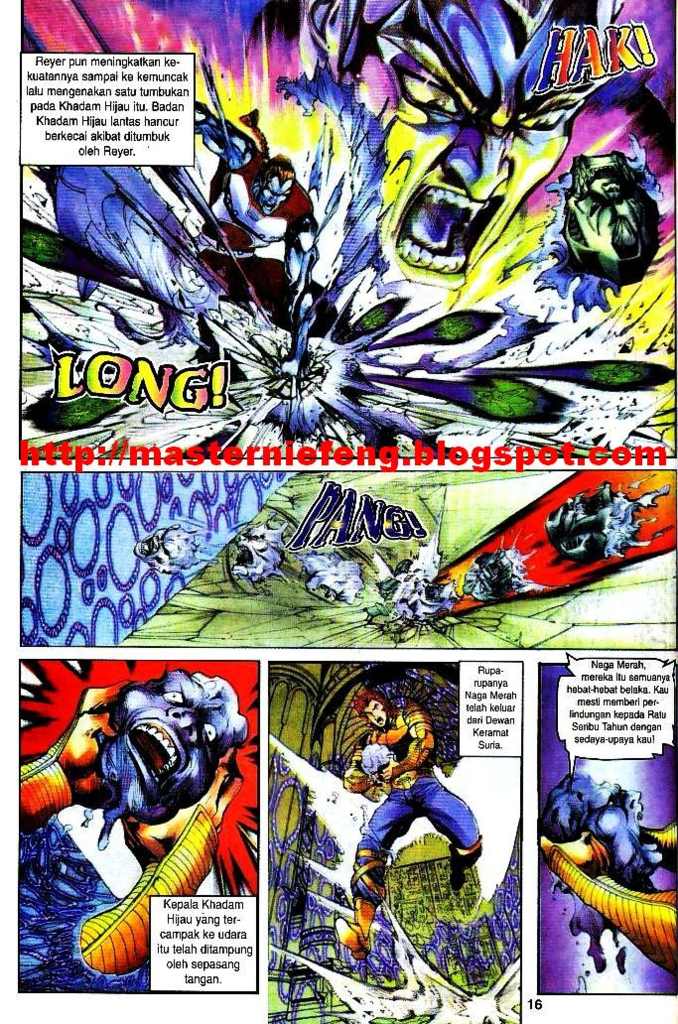 Reyer pun meningkatkan ke-
kuatannya sampai ke kemuncak
lalu mengenakan satu tumbukan
pada Khadam Hijau itu. Badan
Khadam Hijau lantas hancur
berkecai akibat ditumbuk
oleh Reyer.
HAK!
LONG!
http://masterniefeng.blogspot.com
PANG!
Kepala Khadam
Hijau yang ter-
campak ke udara
itu telah ditampung
oleh sepasang
tangan.
Rupa-
rupanya
Naga Merah
telah keluar
dari Dewan
Keramat
Suria.
Naga Merah,
mereka itu semuanya
hebat-hebat belaka. Kau
mesti memberi per-
lindungan kepada Ratu
Seribu Tahun dengan
sedaya-upaya kau!
16